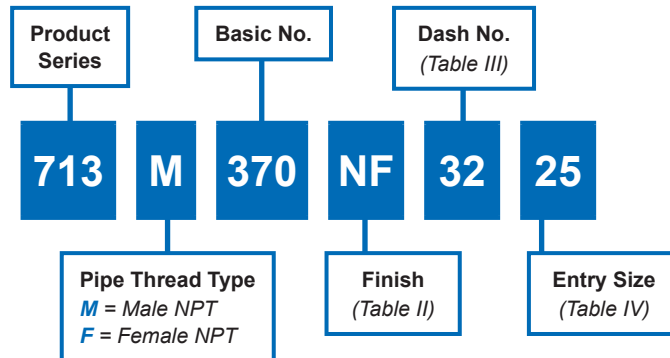 Product
Series
Basic No.
Dash No.
(Table III)
713 M 370 NF 32 25
Pipe Thread Type
M = Male NPT
F = Female NPT
Finish
(Table II)
Entry Size
(Table IV)